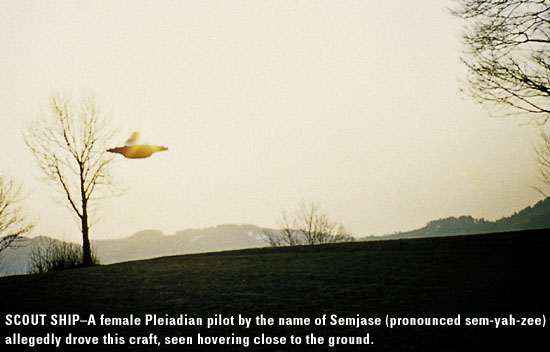 SCOUT SHIP–A female Pleiadian pilot by the name of Semjase (pronounced sem-yah-zee)
allegedly drove this craft, seen hovering close to the ground.